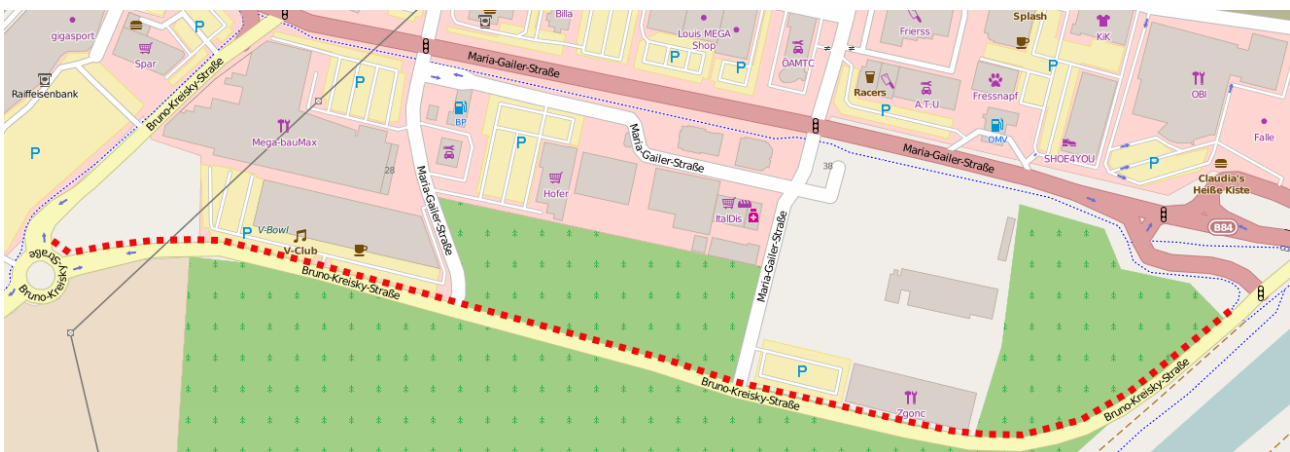 gigasport
Spar
P
Billa
Louis MEGA
Shop
P
P
Frierss
Splash
KiK
P
Raiffeisenbank
Bruno-Kreisky-Straße
P
Maria-Gailer-Straße
ÖAMTC
Racers
P
A.T.U
Fressnapf
OBI
BP
P
Mega-bauMax
OMV
SHOE4YOU
P
Falle
P
28
Hofer
Maria-Gailer-Straße
38
Maria-Gailer-Straße
Claudia's
Heiße Kiste
Maria-Gailer-Straße
ItalDis
B84
P
V-Bowl
V-Club
Bruno-Kreisky-Straße
Bruno-Kreisky-Straße
Maria-Gailer-Straße
P
Bruno-Kreisky-Straße
Zgonc
Bruno-Kreisky-Straße